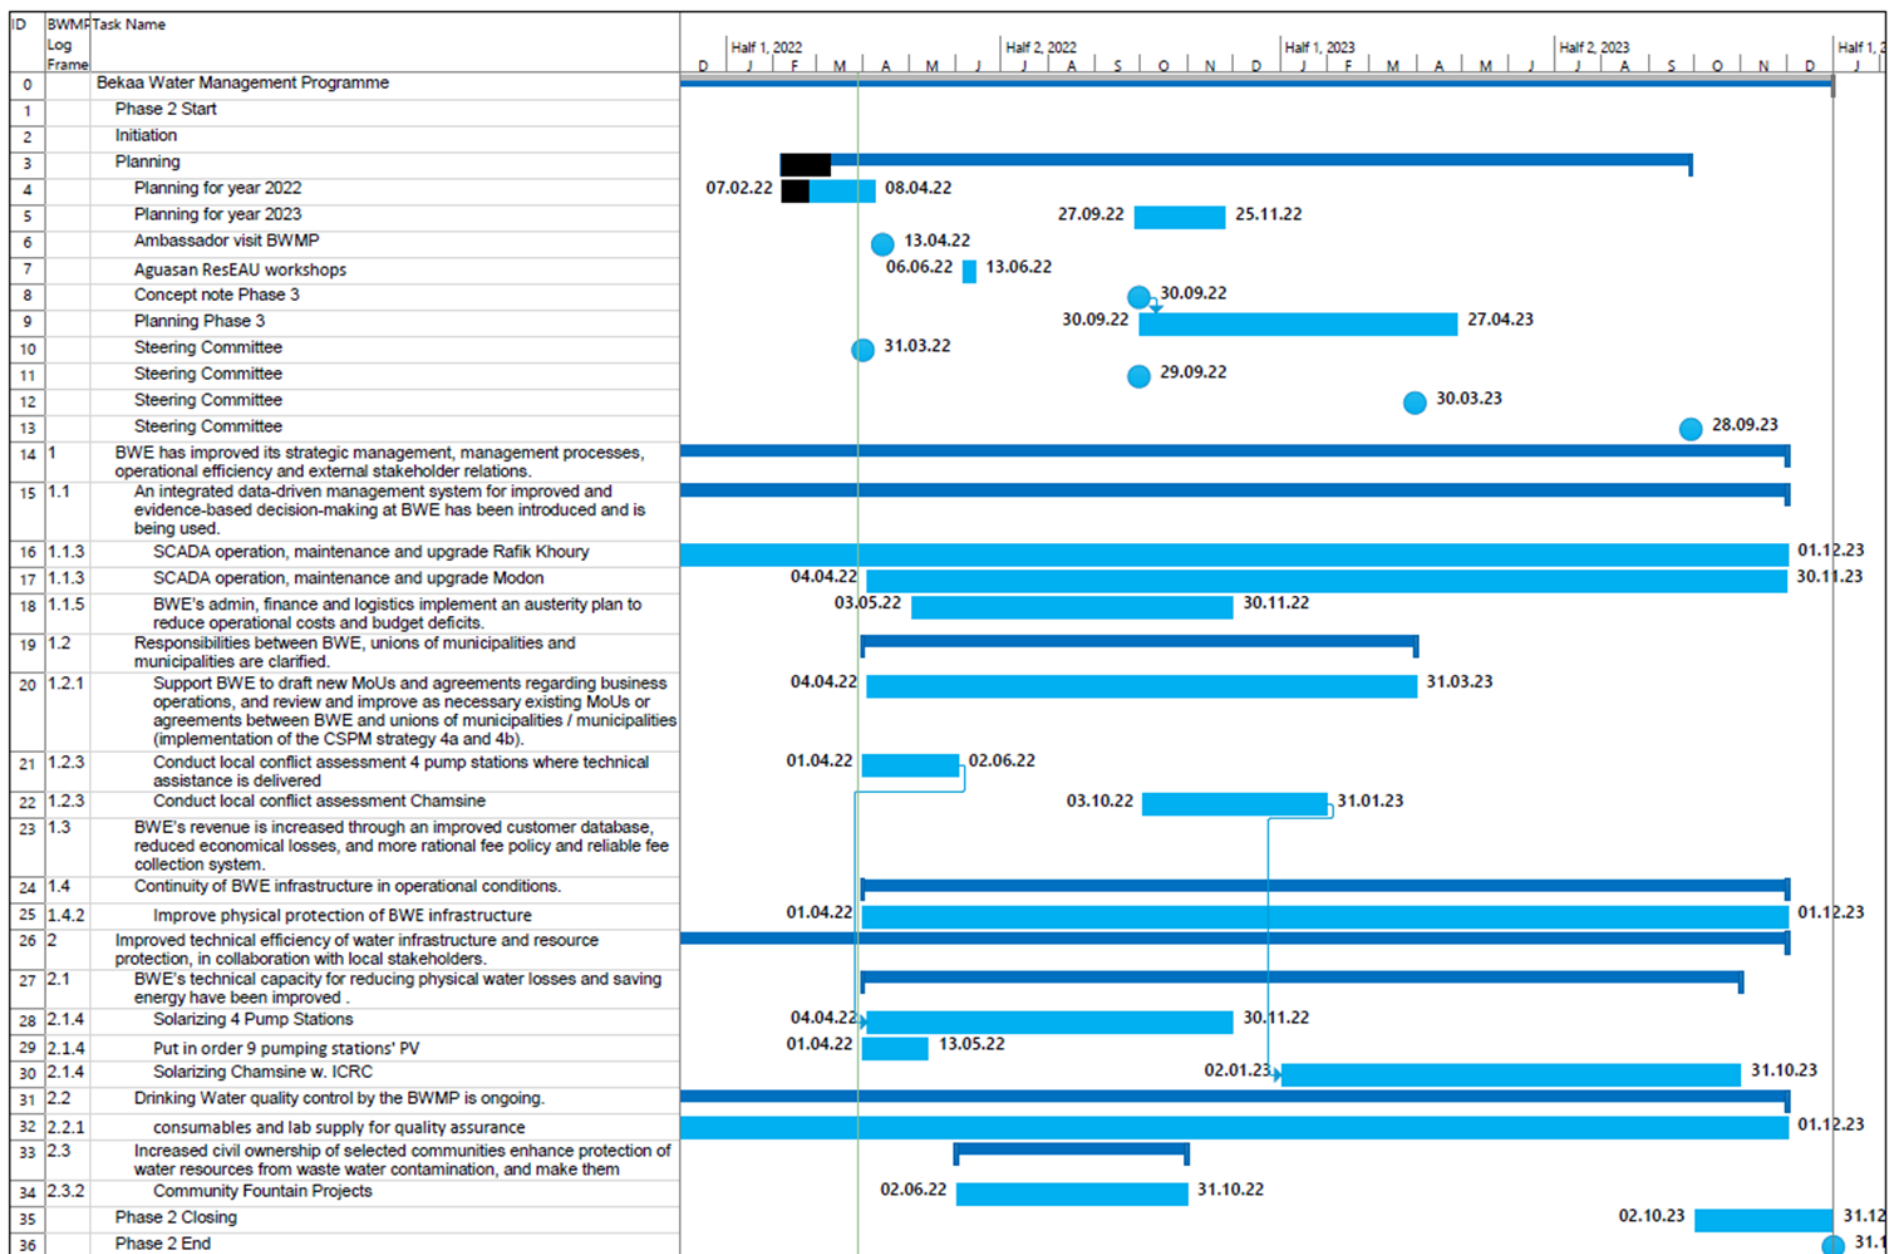 ID BWMP Task Name
Log
Frame
Half 1, 2022 Half 2, 2022 Half 1, 2023 Half 2, 2023 Half 1, 2
D J F M A M J J A S O N D J F M A M J J A S O N D J
0 Bekaa Water Management Programme
1 Phase 2 Start
2 Initiation
3 Planning
4 Planning for year 2022 07.02.22 08.04.22
5 Planning for year 2023 27.09.22 25.11.22
6 Ambassador visit BWMP 13.04.22
7 Aguasan ResEAU workshops 06.06.22 13.06.22
8 Concept note Phase 3 30.09.22
9 Planning Phase 3 30.09.22 27.04.23
10 Steering Committee 31.03.22
11 Steering Committee 29.09.22
12 Steering Committee 30.03.23
13 Steering Committee 28.09.23
14 1 BWE has improved its strategic management, management processes,
operational efficiency and external stakeholder relations.
15 1.1 An integrated data-driven management system for improved and
evidence-based decision-making at BWE has been introduced and is
being used.
16 1.1.3 SCADA operation, maintenance and upgrade Rafik Khoury 01.12.23
17 1.1.3 SCADA operation, maintenance and upgrade Modon 04.04.22 30.11.23
18 1.1.5 BWE's admin, finance and logistics implement an austerity plan to 03.05.22 30.11.22
reduce operational costs and budget deficits.
19 1.2 Responsibilities between BWE, unions of municipalities and
municipalities are clarified.
20 1.2.1 Support BWE to draft new MoUs and agreements regarding business 04.04.22 31.03.23
operations, and review and improve as necessary existing MoUs or
agreements between BWE and unions of municipalities / municipalities
(implementation of the CSPM strategy 4a and 4b).
21 1.2.3 Conduct local conflict assessment 4 pump stations where technical 01.04.22 02.06.22
assistance is delivered
22 1.2.3 Conduct local conflict assessment Chamsine 03.10.22 31.01.23
23 1.3 BWE's revenue is increased through an improved customer database,
reduced economical losses, and more rational fee policy and reliable fee
collection system.
24 1.4 Continuity of BWE infrastructure in operational conditions.
25 1.4.2 Improve physical protection of BWE infrastructure 01.04.22 01.12.23
26 2 Improved technical efficiency of water infrastructure and resource
protection, in collaboration with local stakeholders.
27 2.1 BWE's technical capacity for reducing physical water losses and saving
energy have been improved .
28 2.1.4 Solarizing 4 Pump Stations 04.04.22 30.11.22
29 2.1.4 Put in order 9 pumping stations' PV 01.04.22 13.05.22
30 2.1.4 Solarizing Chamsine w. ICRC 02.01.23 31.10.23
31 2.2 Drinking Water quality control by the BWMP is ongoing.
32 2.2.1 consumables and lab supply for quality assurance 01.12.23
33 2.3 Increased civil ownership of selected communities enhance protection of
water resources from waste water contamination, and make them
34 2.3.2 Community Fountain Projects 02.06.22 31.10.22
35 Phase 2 Closing 02.10.23 31.12
36 Phase 2 End 31.1